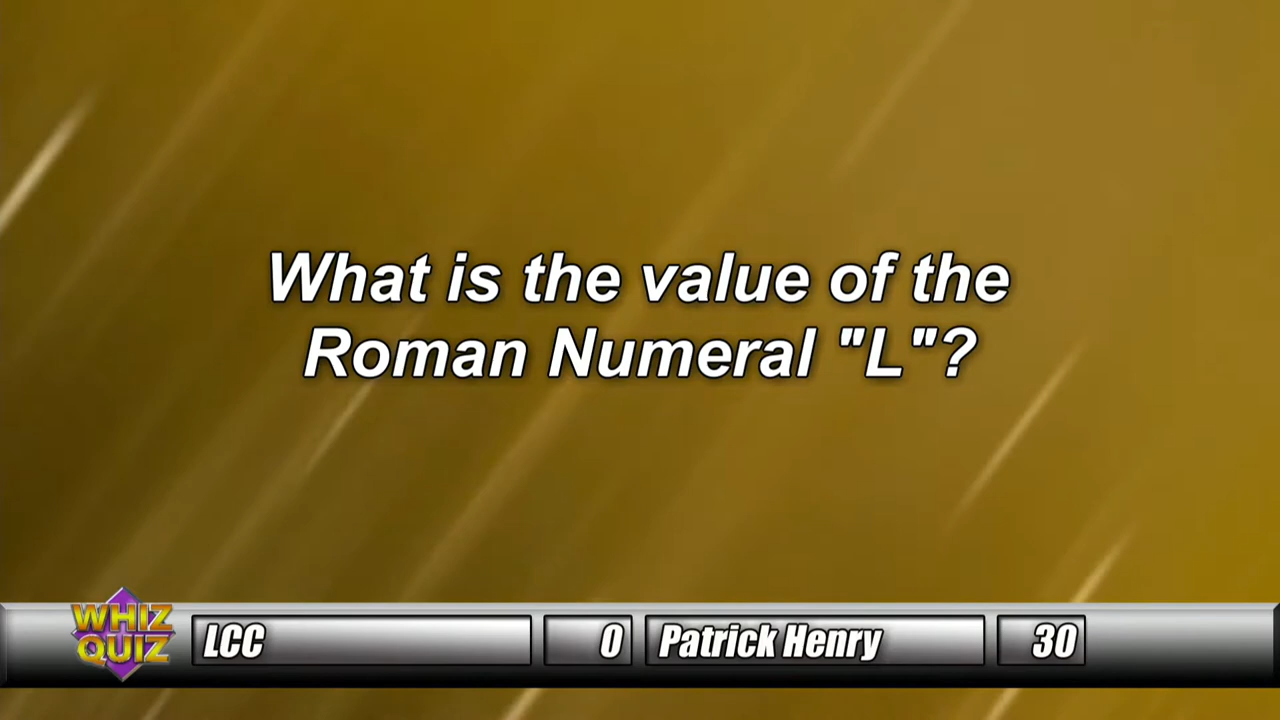 What is the value of the
Roman Numeral "L"?
WHIZ
QUIZ
LCC
0
Patrick Henry
30